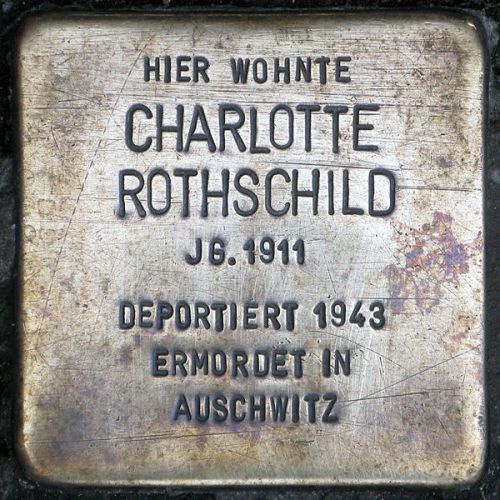 HIER WOHNTE
CHARLOTTE
ROTHSCHILD
JG. 1911
DEPORTIERT 1943
ERMORDET IN
AUSCHWITZ